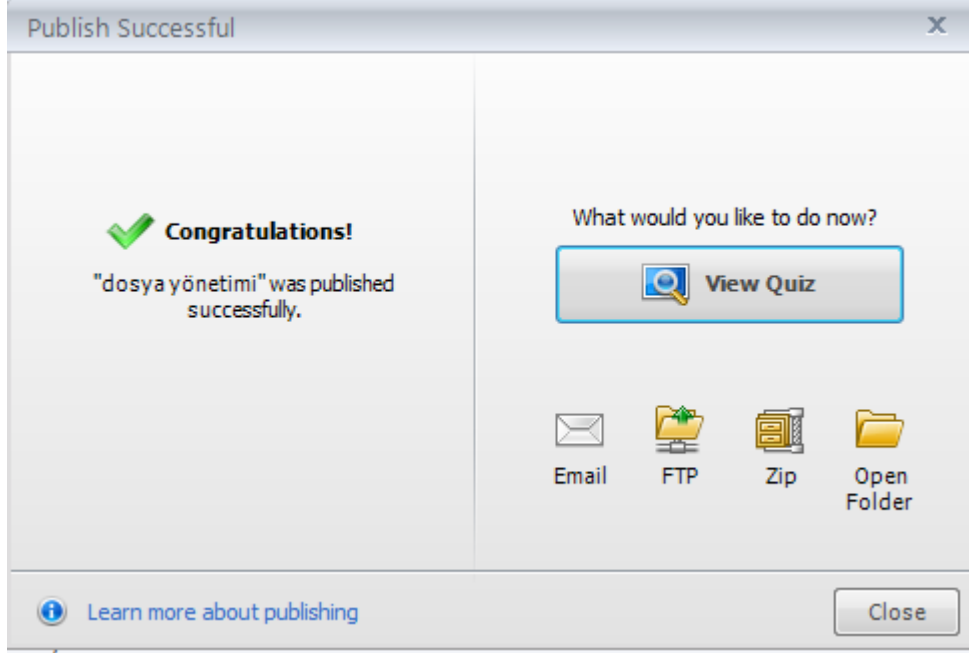 Publish Successful
X
Congratulations!
"dosya yönetimi" was published
successfully.
What would you like to do now?
View Quiz
Email
FTP
Zip
Open
Folder
Learn more about publishing
Close